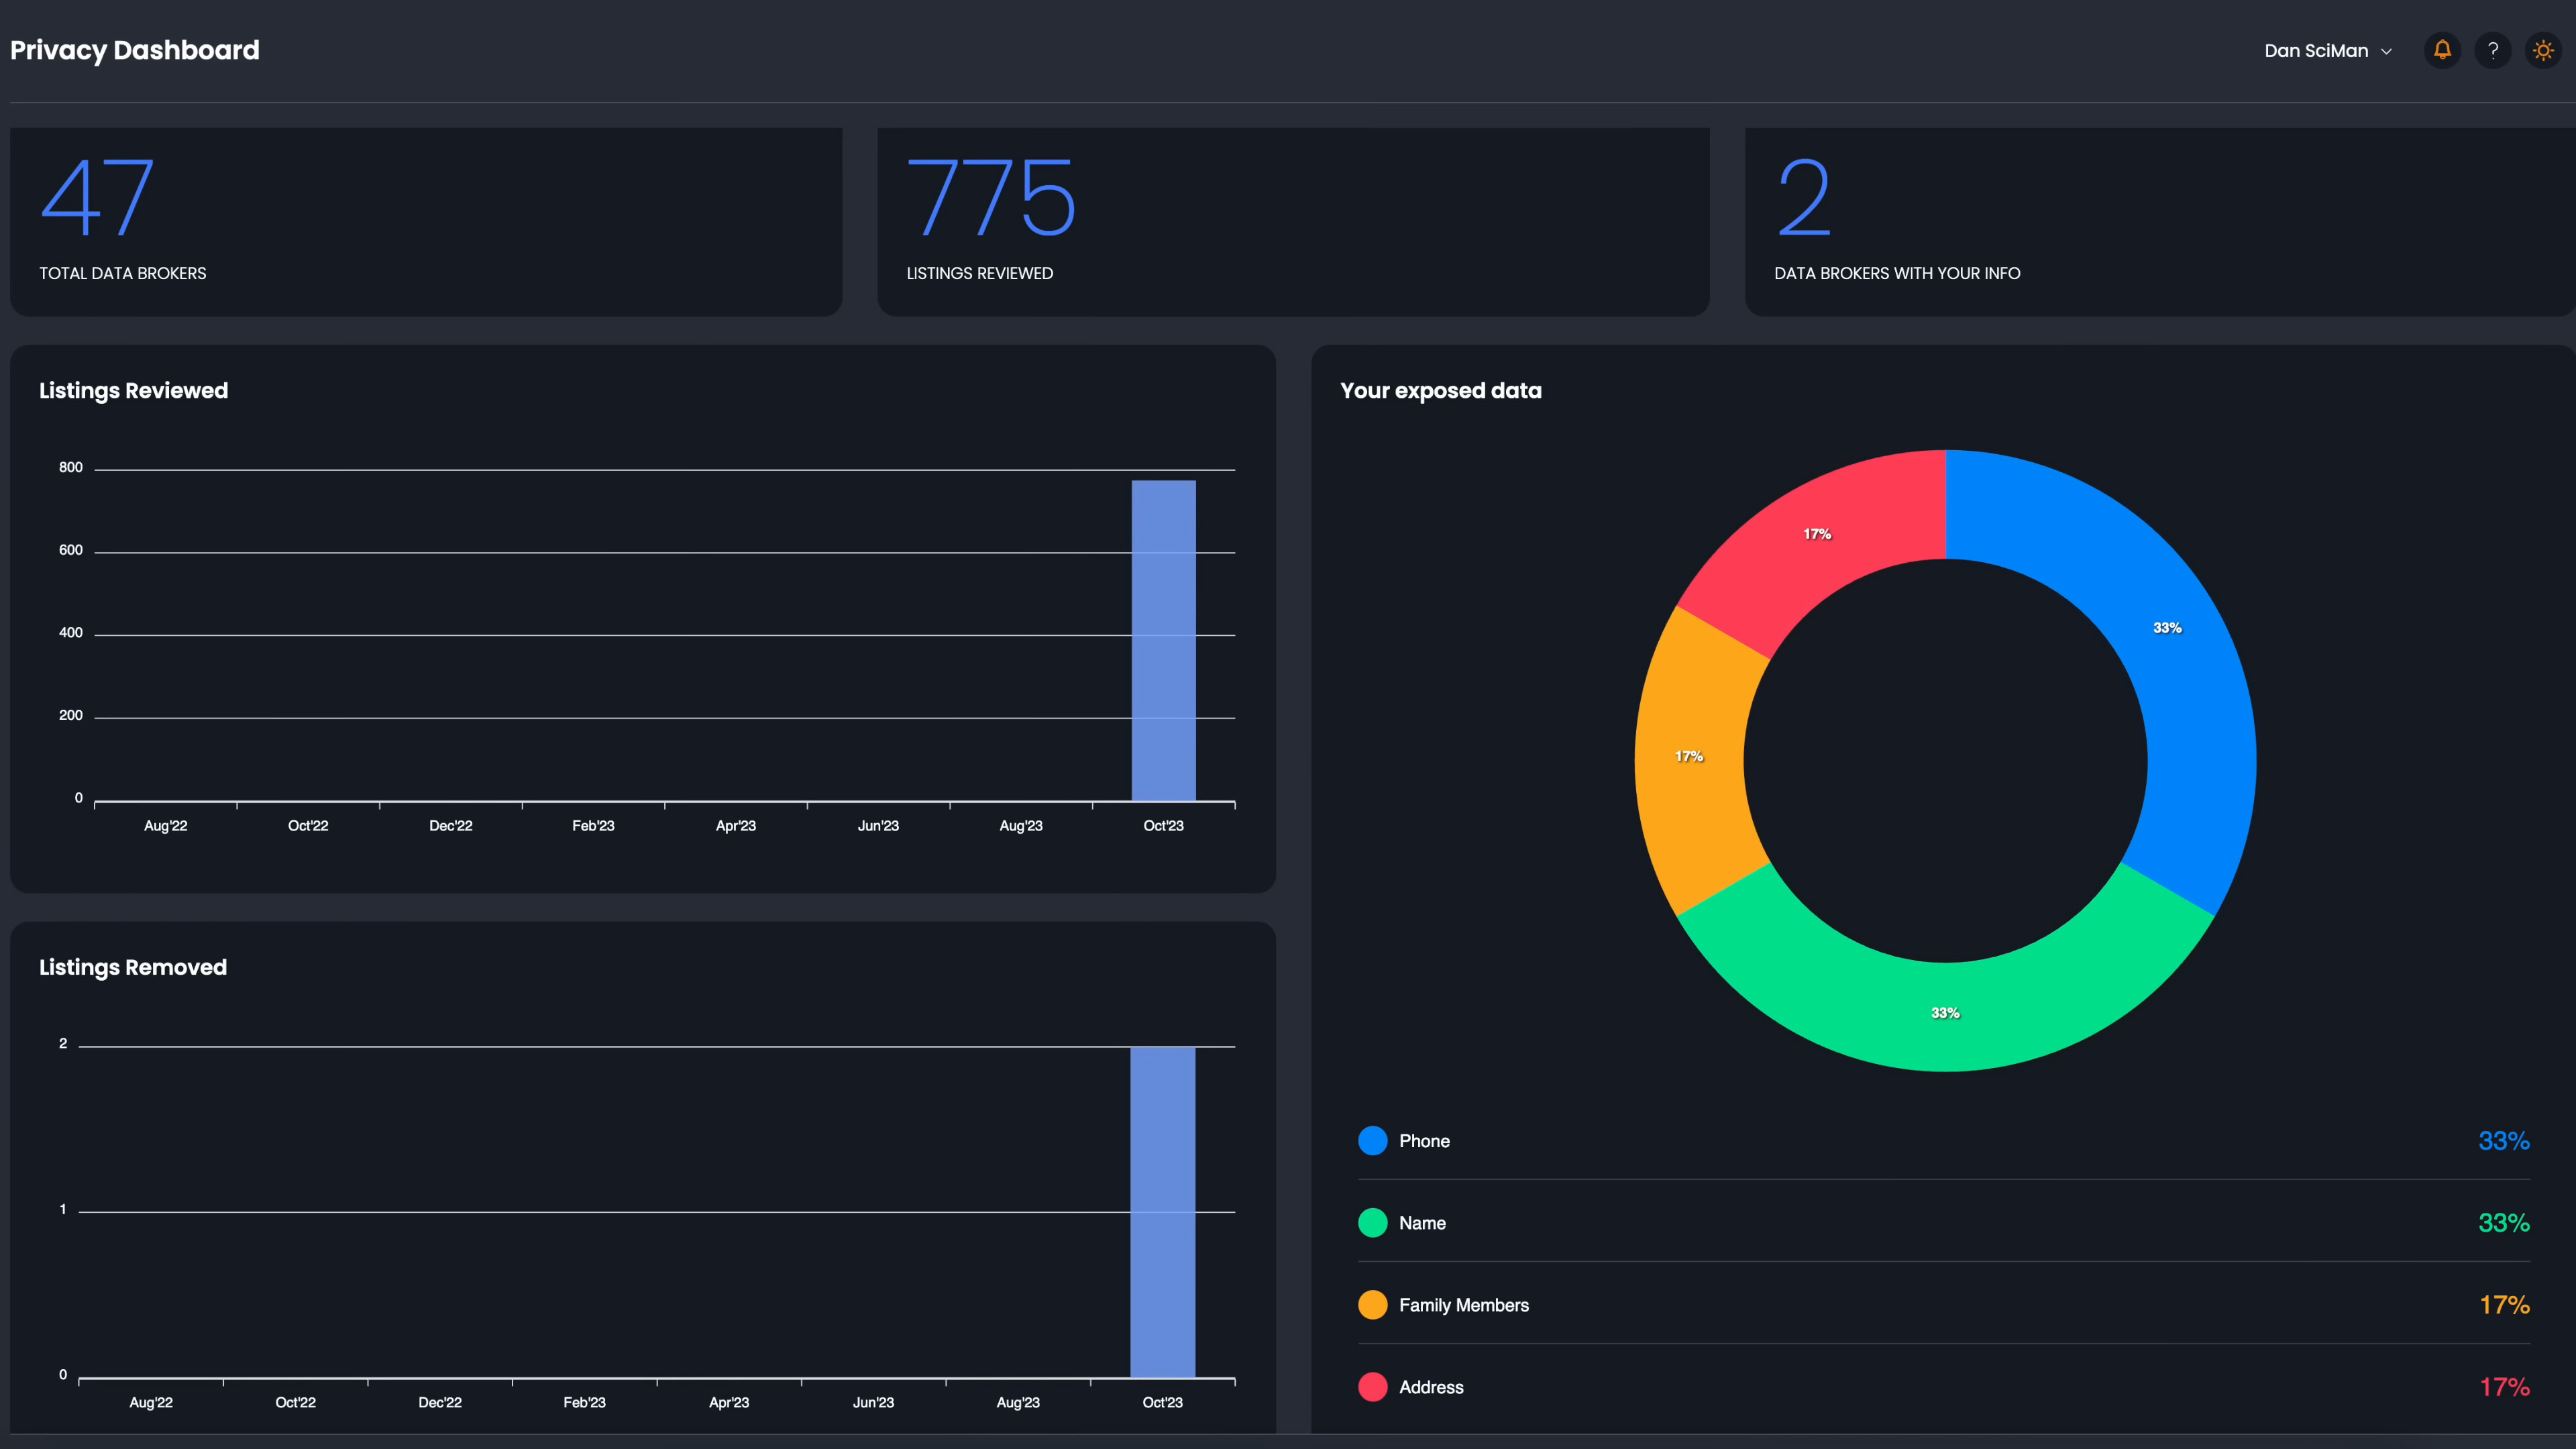 Privacy Dashboard
Dan SciMan
?
47
TOTAL DATA BROKERS
775
LISTINGS REVIEWED
2
DATA BROKERS WITH YOUR INFO
Listings Reviewed
800
600
400
200
0
Aug'22 Oct'22 Dec'22 Feb'23 Apr'23 Jun'23 Aug'23 Oct'23
Listings Removed
2
1
0
Aug'22 Oct'22 Dec'22 Feb'23 Apr'23 Jun'23 Aug'23 Oct'23
Your exposed data
17%
33%
17%
33%
Phone 33%
Name 33%
Family Members 17%
Address 17%